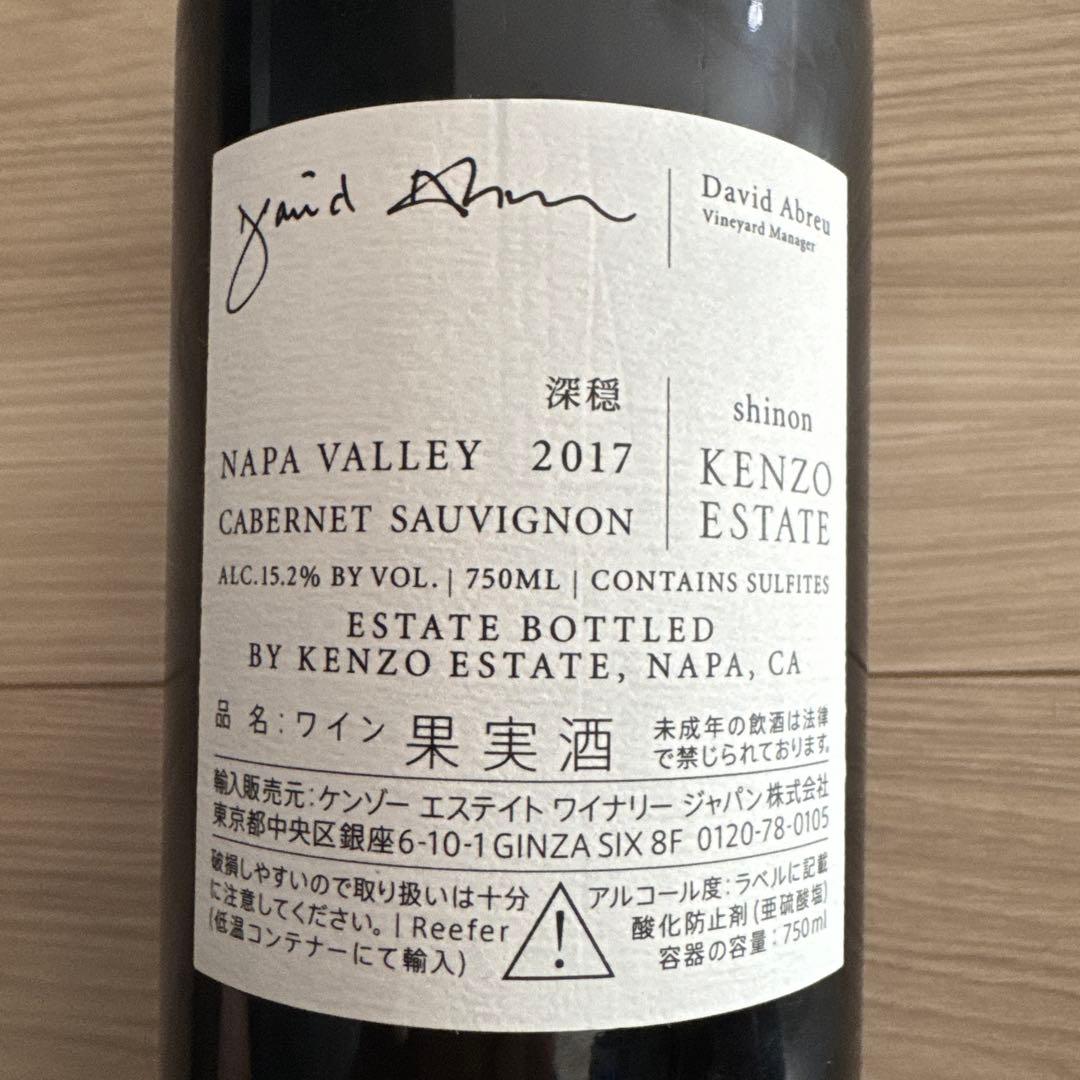 David Abreu
David Abreu
Vineyard Manager
深穏
NAPA VALLEY 2017
CABERNET SAUVIGNON
shinon
KENZO
ESTATE
ALC.15.2% BY VOL. | 750ML | CONTAINS SULFITES
ESTATE BOTTLED
BY KENZO ESTATE, NAPA, CA
品 名：ワイン 果実酒
未成年の飲酒は法律
で禁じられております。
輸入販売元：ケンゾー エステイト ワイナリー ジャパン株式会社
東京都中央区銀座6-10-1 GINZA SIX 8F 0120-78-0105
破損しやすいので取り扱いは十分
に注意してください。 | Reefer
(低温コンテナーにて輸入)
!
アルコール度：ラベルに記載
酸化防止剤(亜硫酸塩)
容器の容量：750ml